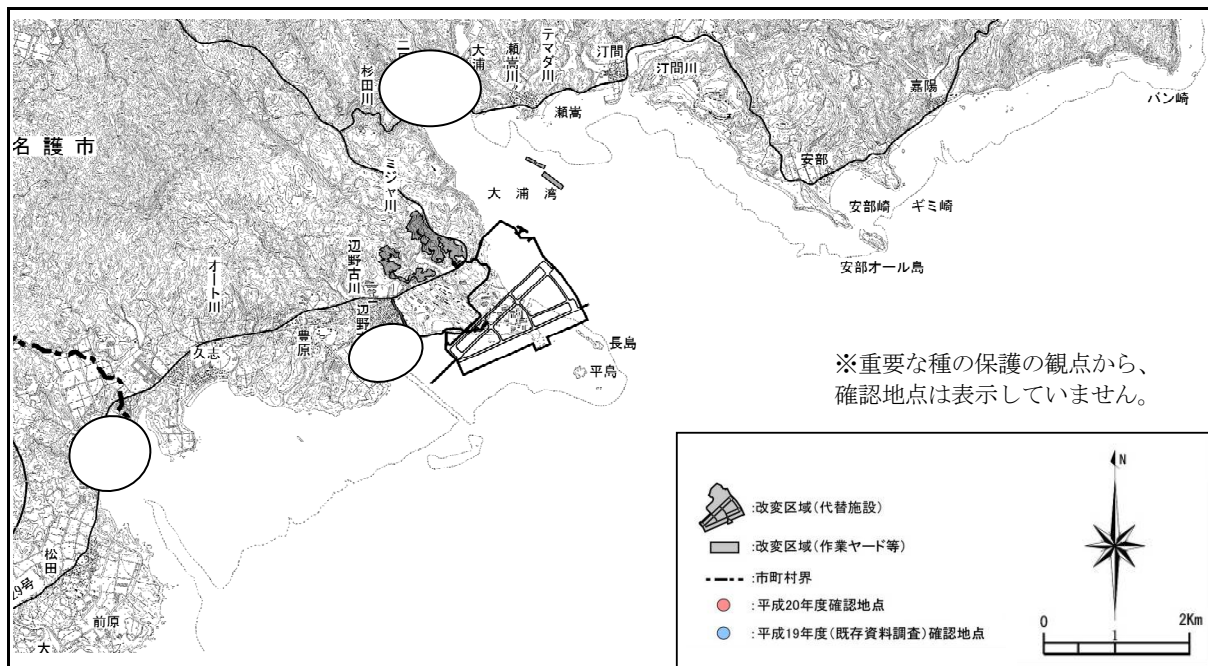 二
大浦
瀬嵩川
テマダ川
汀間
杉田川
汀間川
嘉陽
バン崎
瀬嵩
名護市
ミジャ川
安部
大浦湾
安部崎
ギミ崎
安部オール島
オート川
辺野古川
辺野
豊原
久志
長島
平島
※重要な種の保護の観点から、
確認地点は表示していません。
N
:改変区域(代替施設)
:改変区域(作業ヤード等)
:市町村界
:平成20年度確認地点
:平成19年度(既存資料調査)確認地点
0
1
2Km
松田
29号
前原
大